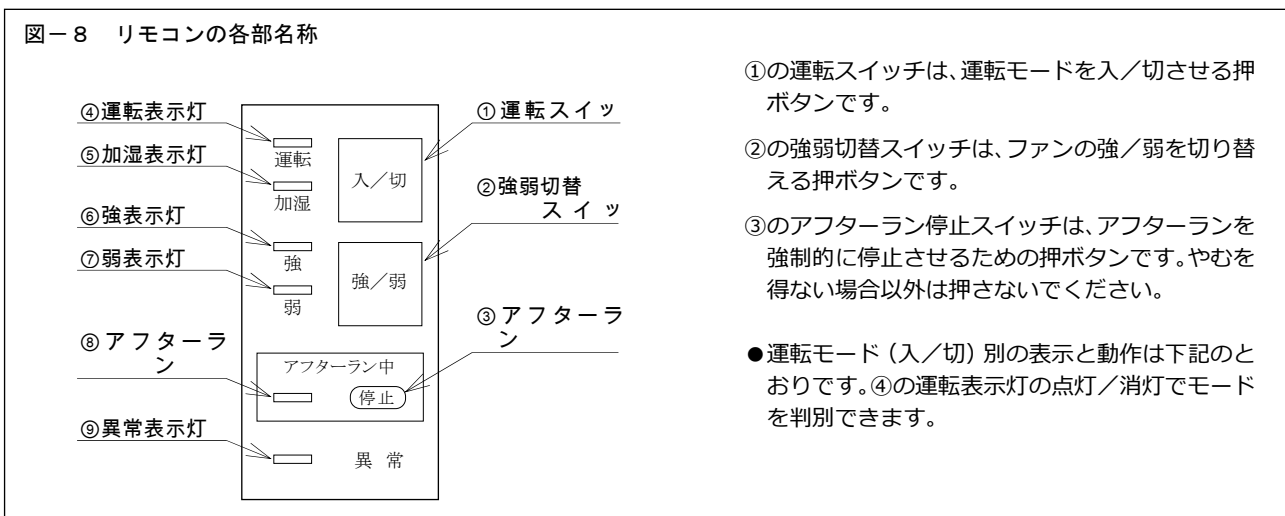 図－８　リモコンの各部名称
④運転表示灯
⑤加湿表示灯
⑥強表示灯
⑦弱表示灯
⑧アフターラ
ン
⑨異常表示灯
運転
加湿
強
弱
入／切
強／弱
アフターラン中
停止
異 常
①運転スイッ
②強弱切替
スイッ
③アフターラ
ン
①の運転スイッチは、運転モードを入／切させる押
ボタンです。
②の強弱切替スイッチは、ファンの強／弱を切り替
える押ボタンです。
③のアフターラン停止スイッチは、アフターランを
強制的に停止させるための押ボタンです。やむを
得ない場合以外は押さないでください。
●運転モード（入／切）別の表示と動作は下記のと
おりです。④の運転表示灯の点灯／消灯でモード
を判別できます。